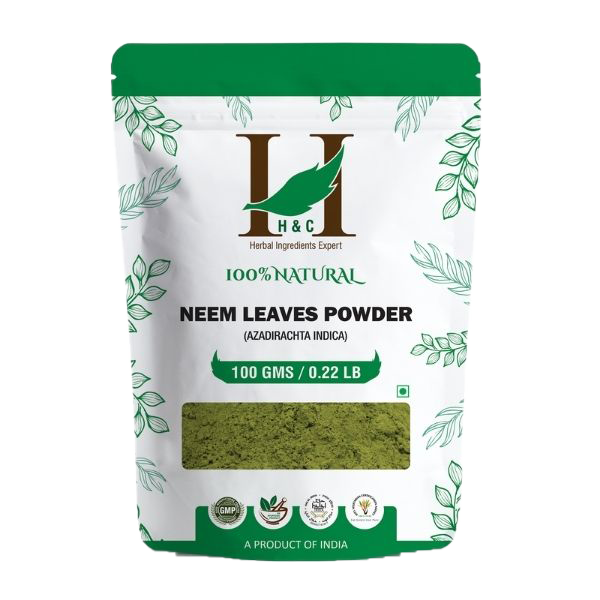 H
H & C
Herbal Ingredients Expert
100% NATURAL
NEEM LEAVES POWDER
(AZADIRACHTA INDICA)
100 GMS / 0.22 LB
GMP
A PRODUCT OF INDIA